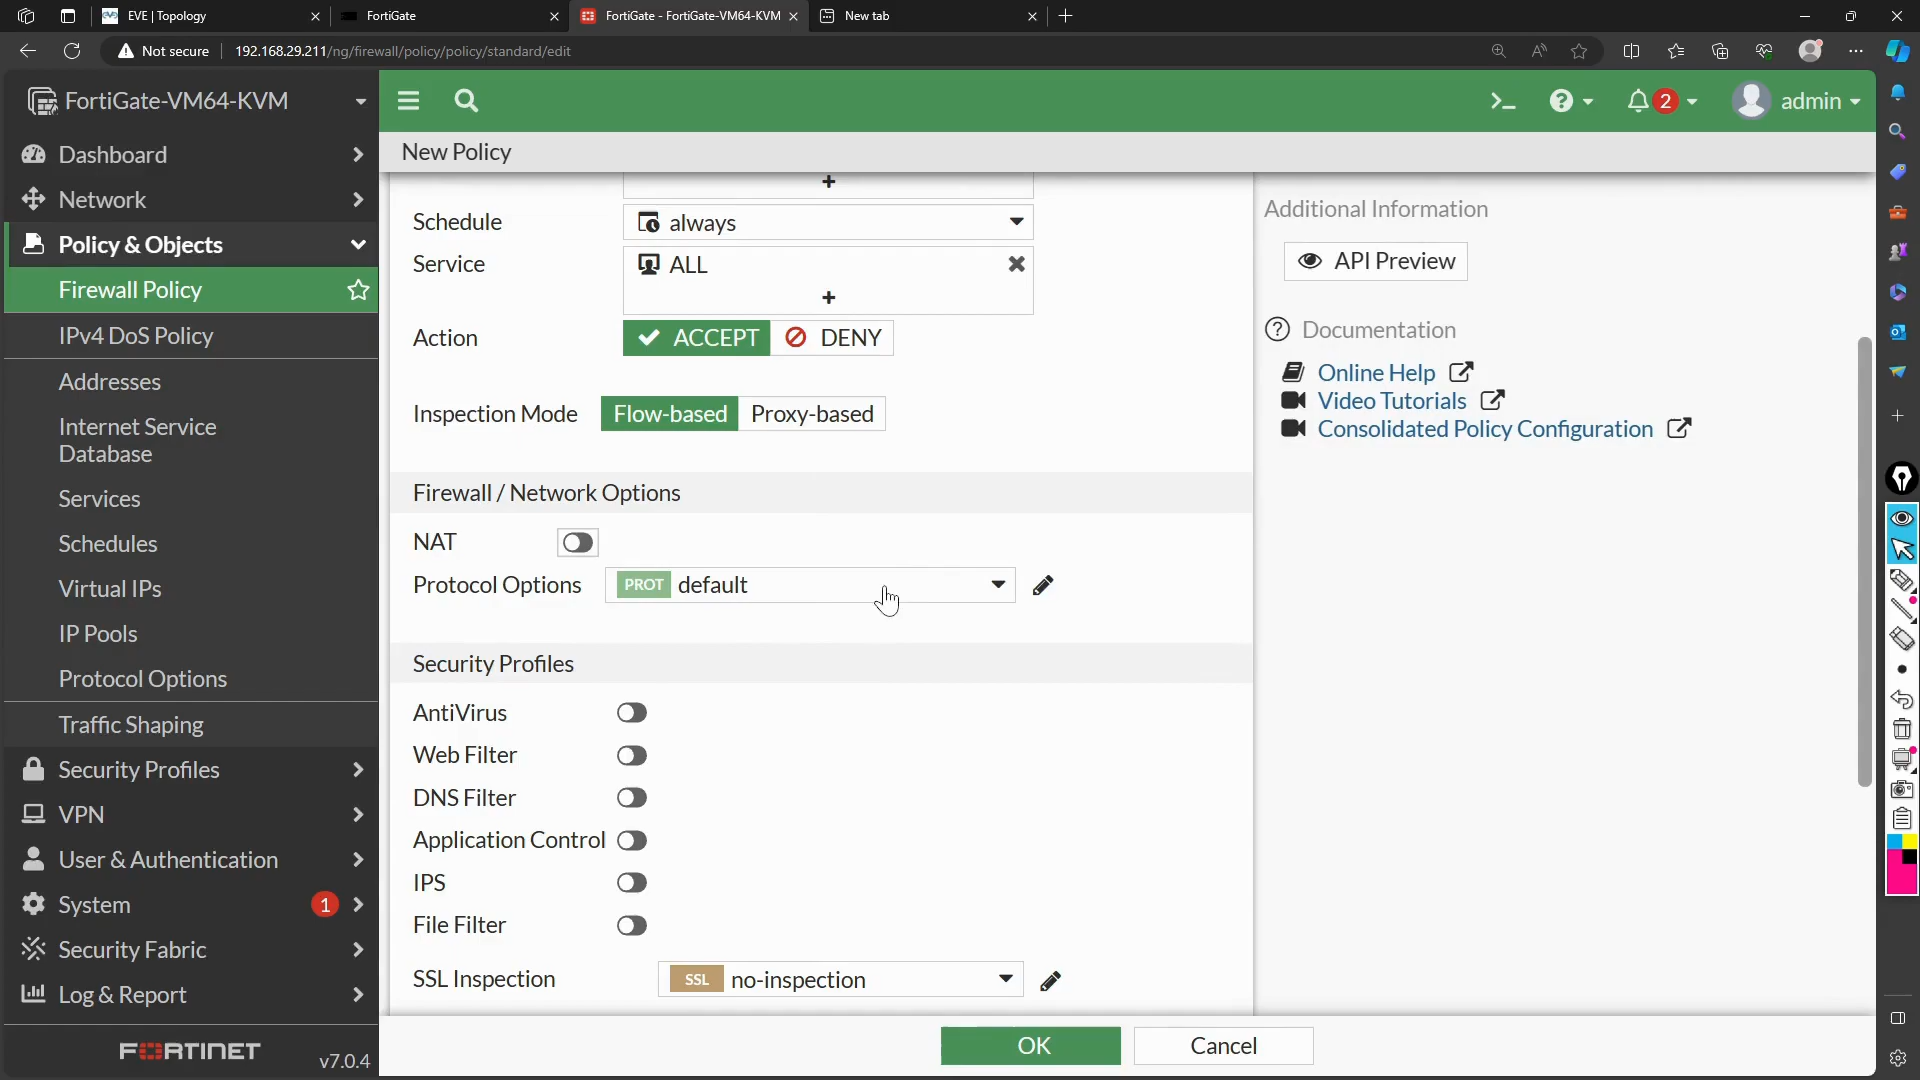 EVE | Topology
FortiGate
FortiGate - FortiGate-VM64-KVM
New tab
Not secure
192.168.29.211/ng/firewall/policy/policy/standard/edit
FortiGate-VM64-KVM
2
admin
Dashboard
Network
Policy & Objects
Firewall Policy
IPv4 DoS Policy
Addresses
Internet Service
Database
Services
Schedules
Virtual IPs
IP Pools
Protocol Options
Traffic Shaping
Security Profiles
VPN
User & Authentication
System
1
Security Fabric
Log & Report
FORTINET
v7.0.4
New Policy
Schedule
always
Service
ALL
Action
ACCEPT
DENY
Inspection Mode
Flow-based
Proxy-based
Firewall / Network Options
NAT
Protocol Options
PROT
default
Security Profiles
AntiVirus
Web Filter
DNS Filter
Application Control
IPS
File Filter
SSL Inspection
SSL
no-inspection
OK
Cancel
Additional Information
API Preview
Documentation
Online Help
Video Tutorials
Consolidated Policy Configuration